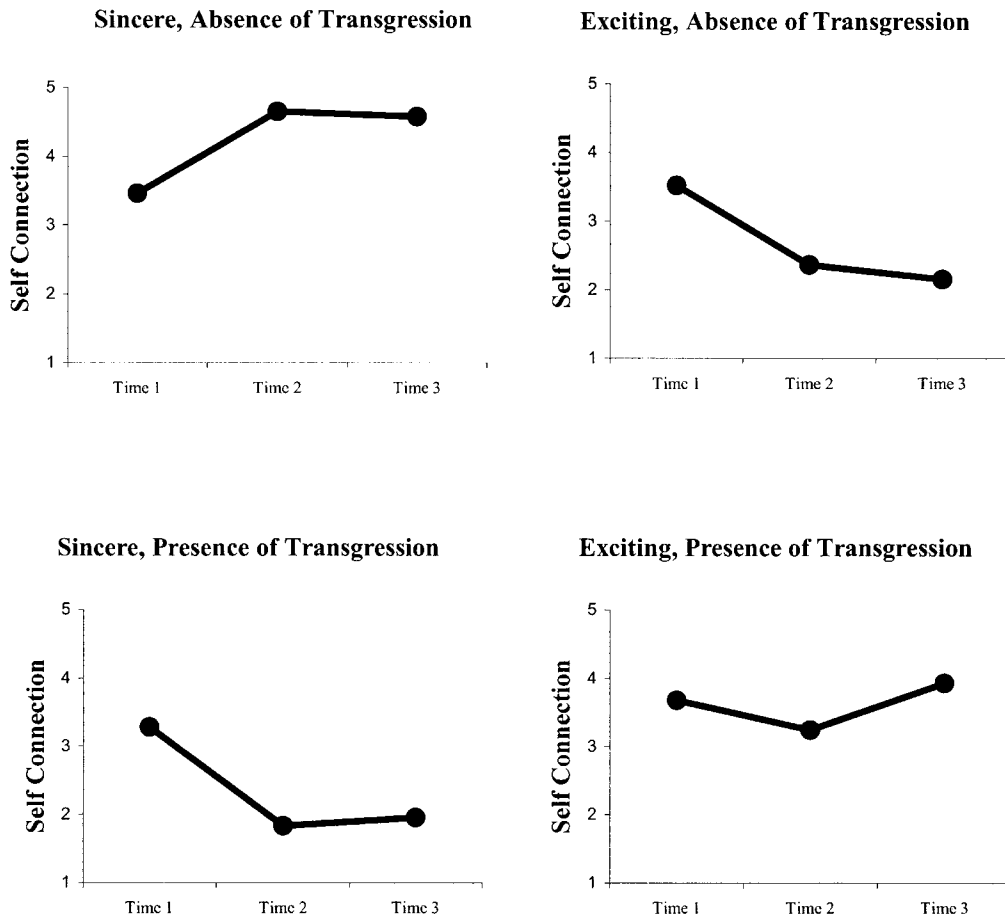 Sincere, Absence of Transgression
Self Connection
5
4
3
2
1
Time 1 Time 2 Time 3
Exciting, Absence of Transgression
Self Connection
5
4
3
2
1
Time 1 Time 2 Time 3
Sincere, Presence of Transgression
Self Connection
5
4
3
2
1
Time 1 Time 2 Time 3
Exciting, Presence of Transgression
Self Connection
5
4
3
2
1
Time 1 Time 2 Time 3